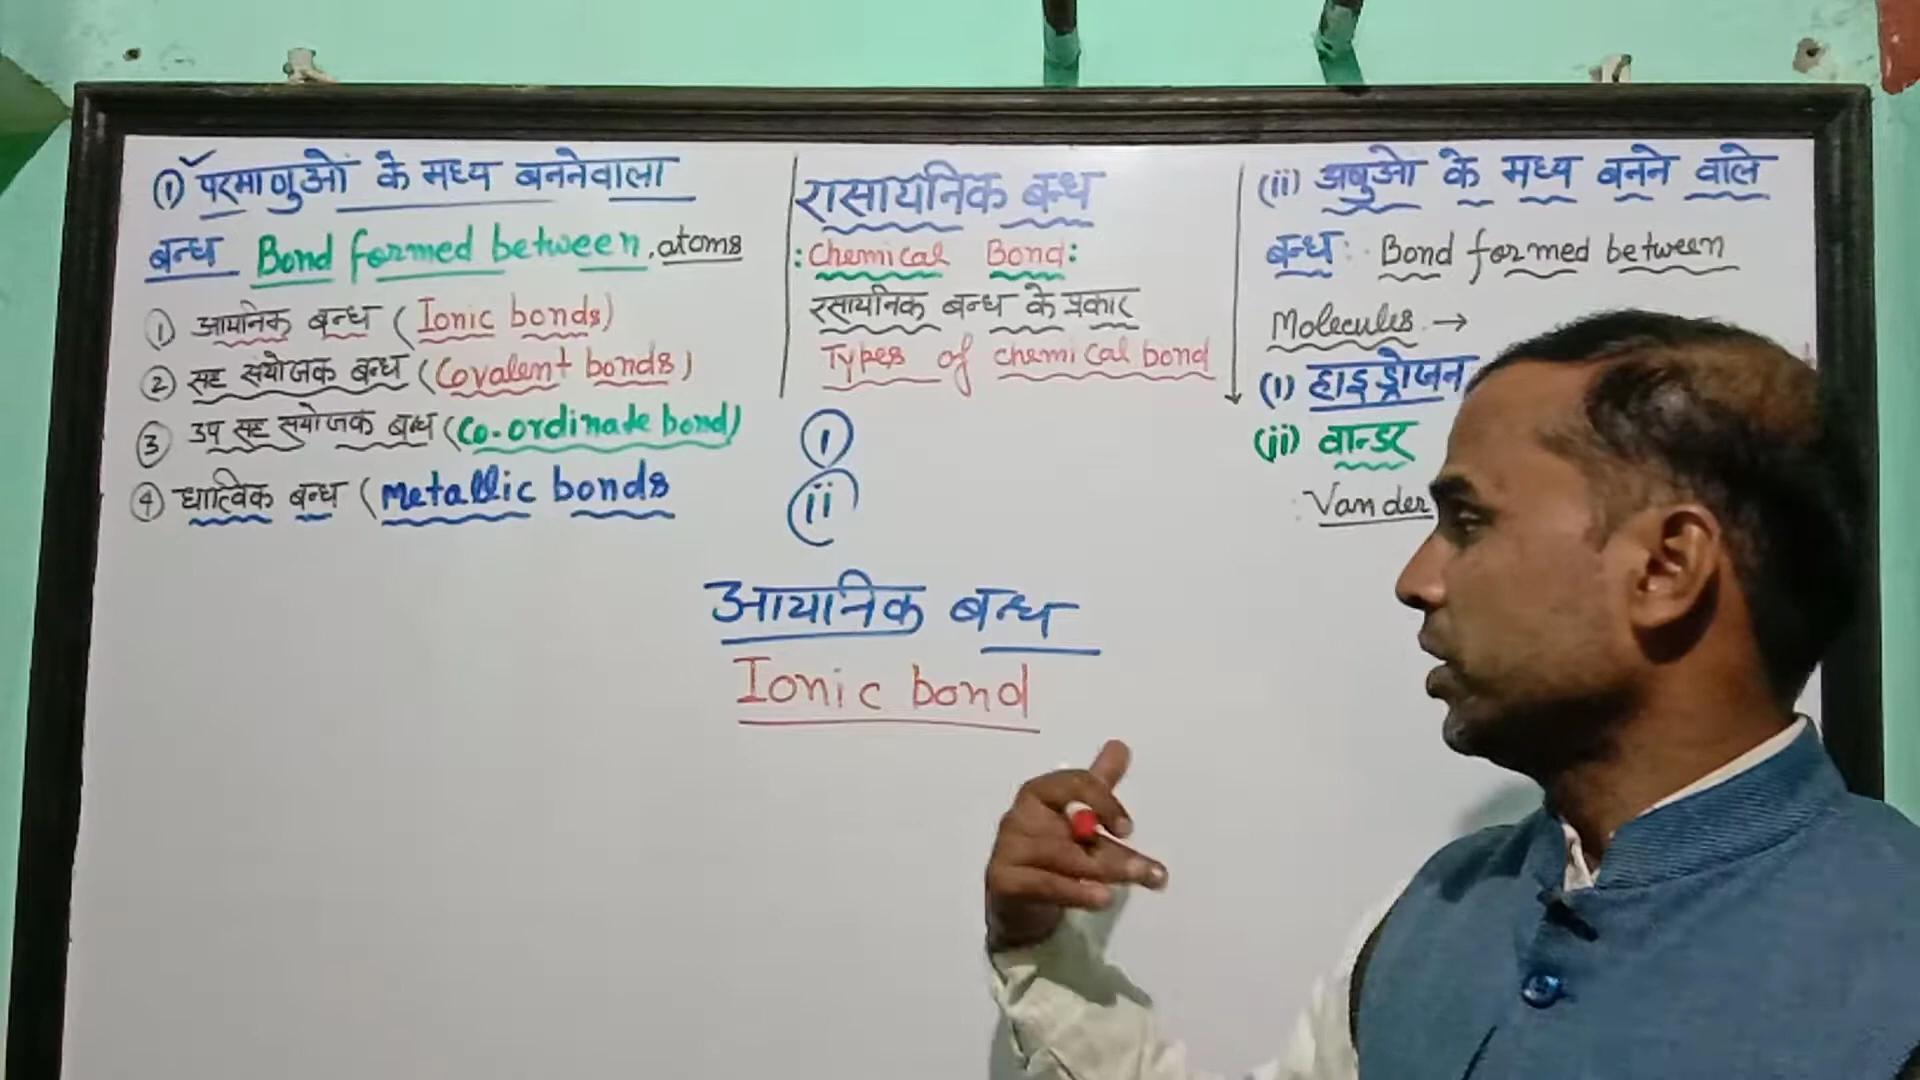 ① परमाणुओं के मध्य बननेवाला
बन्ध Bond formed between atoms
① आयनिक बन्ध (Ionic bonds)
② सह संयोजक बन्ध (Covalent bonds)
③ उप सह संयोजक बन्ध (Co-ordinate bond)
④ धात्विक बन्ध (Metallic bonds
रासायनिक बन्ध
:Chemical Bond:
रसायनिक बन्ध के प्रकार
Types of chemical bond
①
(ii)
(ii) अणुओ के मध्य बनने वाले
बन्ध: Bond formed between
Molecules →
(i) हाइड्रोजन
(ii) वान्डर
Van der
आयानिक बन्ध
Ionic bond